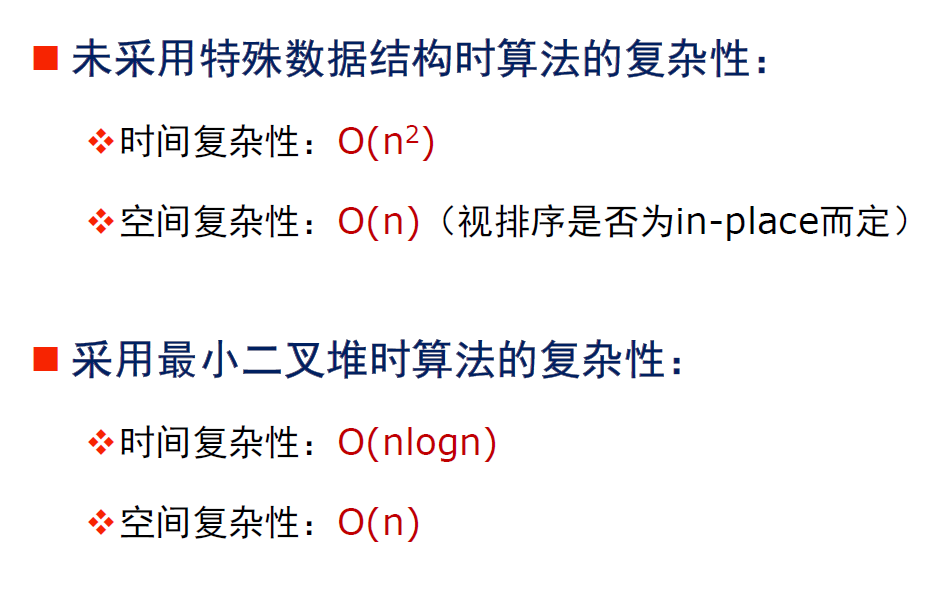 未采用特殊数据结构时算法的复杂性：
时间复杂性：O(n²)
空间复杂性：O(n)（视排序是否为in-place而定）
采用最小二叉堆时算法的复杂性：
时间复杂性：O(nlogn)
空间复杂性：O(n)